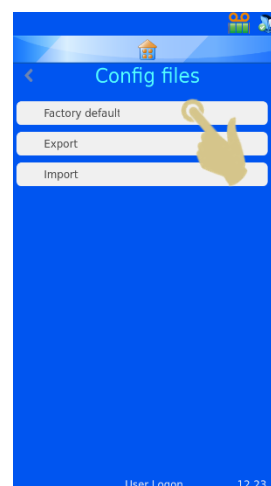 Config files
Factory default
Export
Import
User Logon 12.23